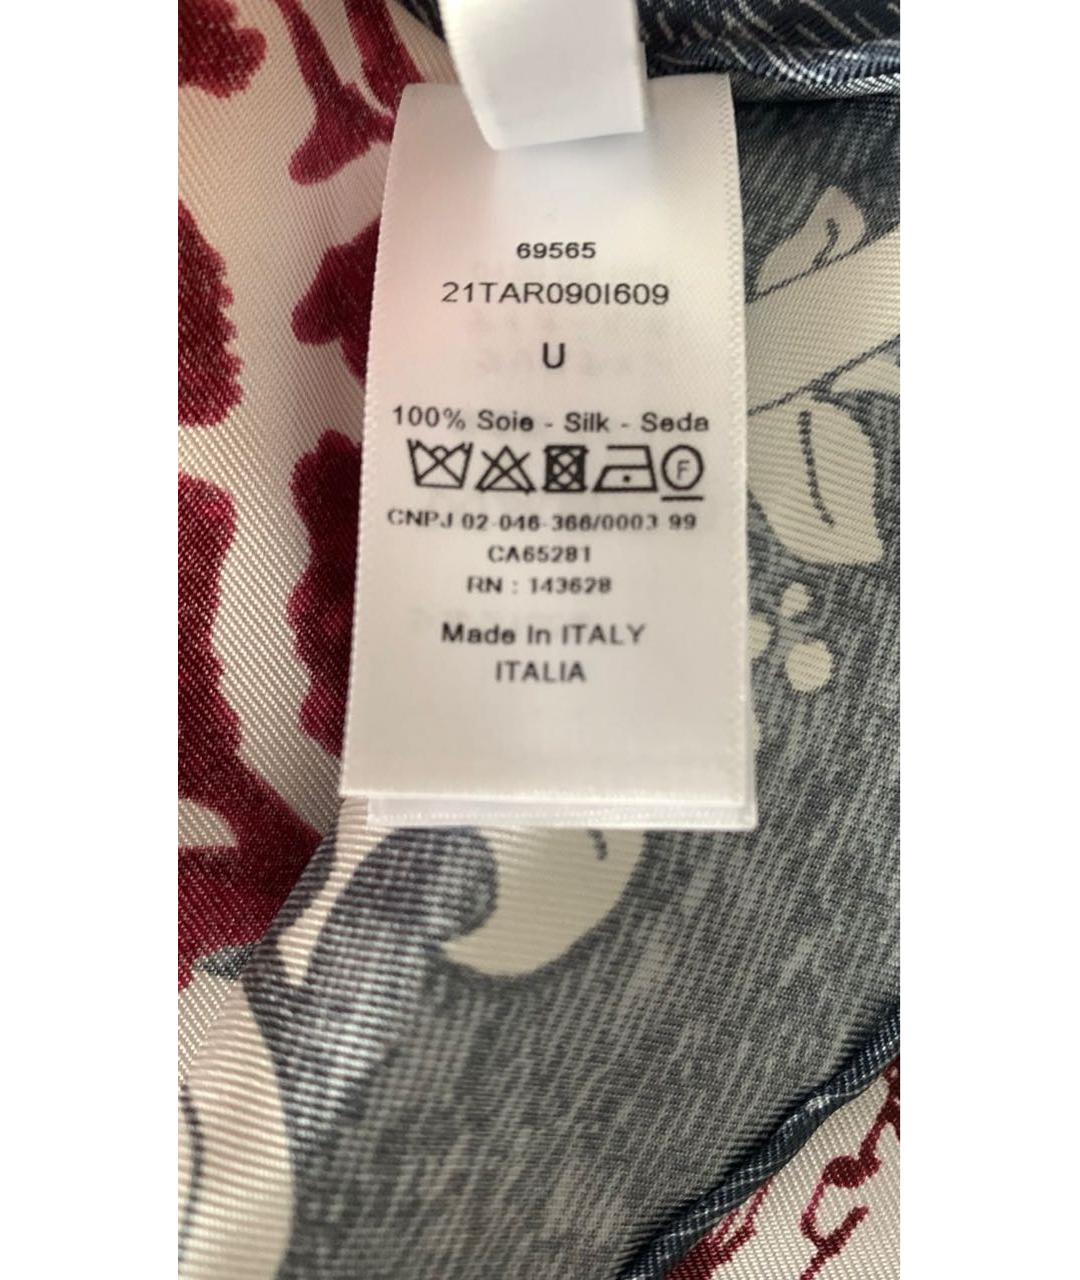 69565
21TAR090I609
U
100% Soie - Silk - Seda
F
CNPJ 02-046-366/0003 99
CA65281
RN : 143628
Made In ITALY
ITALIA